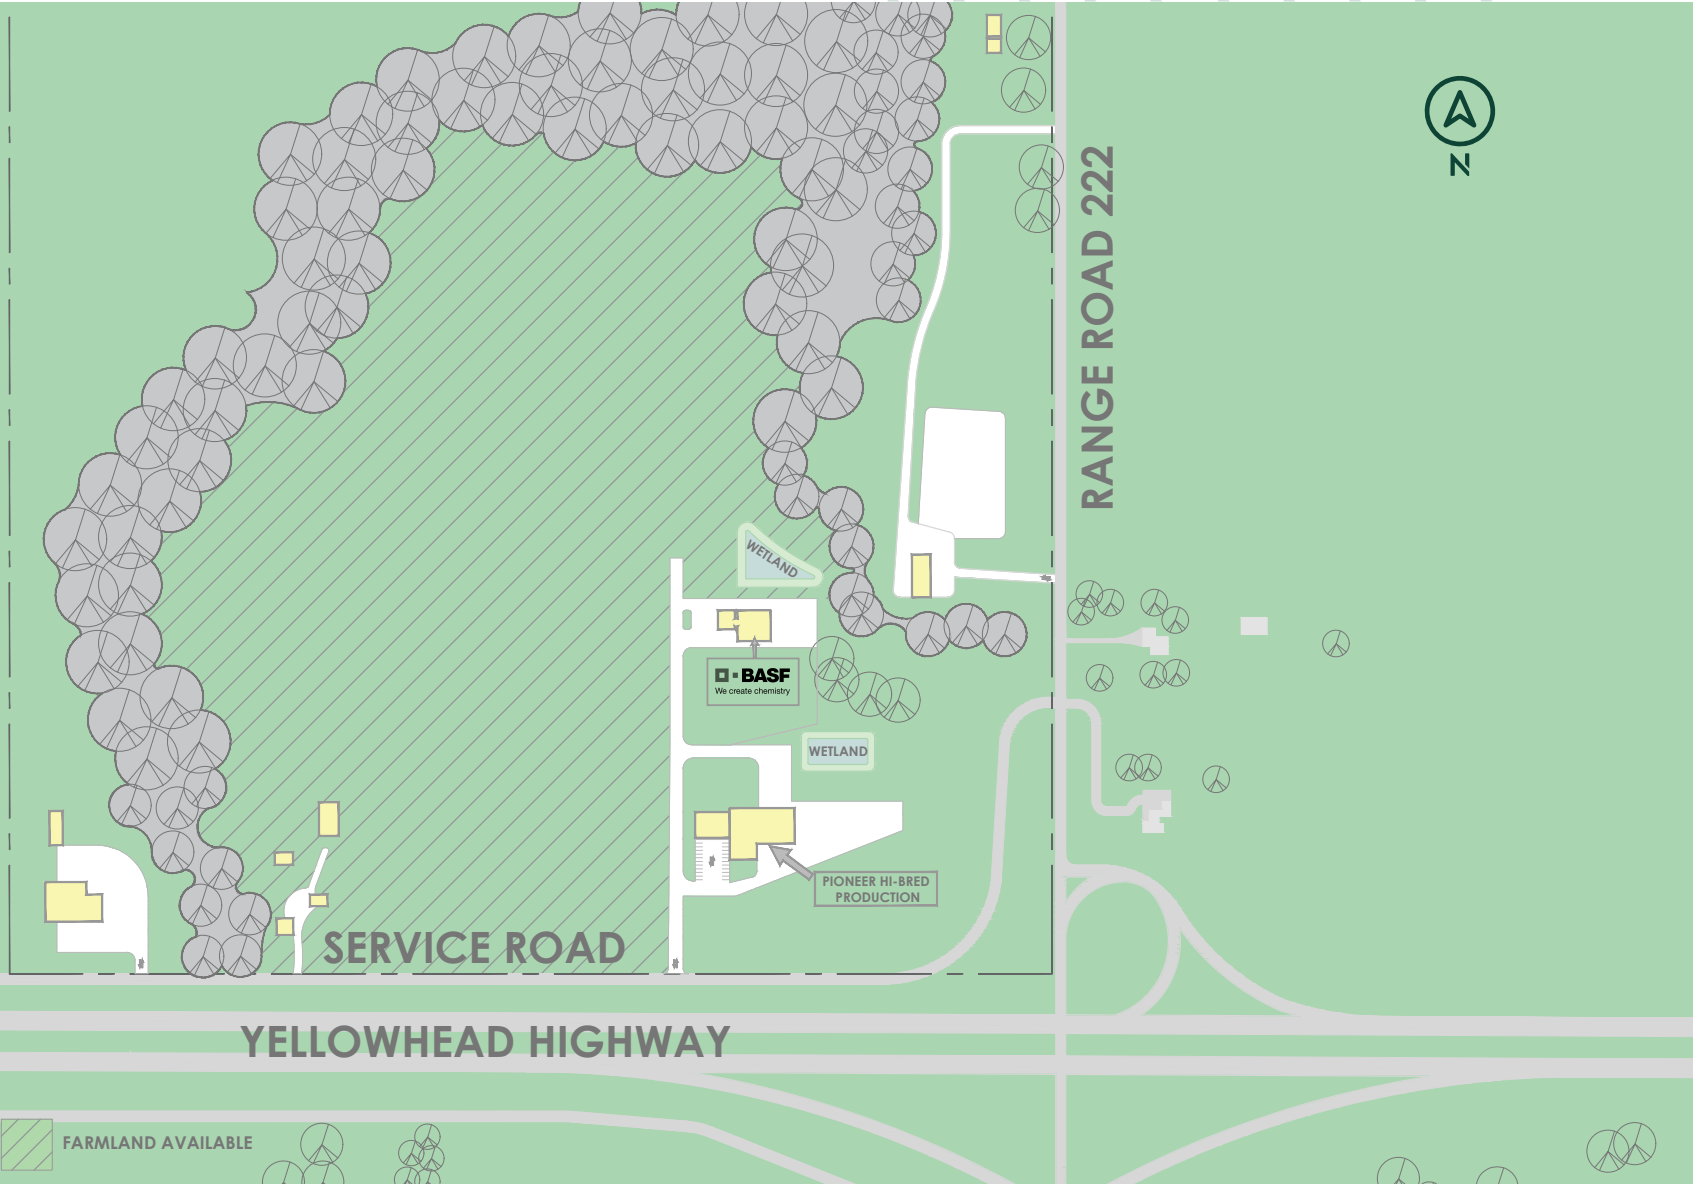 N
RANGE ROAD 222
WETLAND
BASF
We create chemistry
WETLAND
PIONEER HI-BRED
PRODUCTION
SERVICE ROAD
YELLOWHEAD HIGHWAY
FARMLAND AVAILABLE